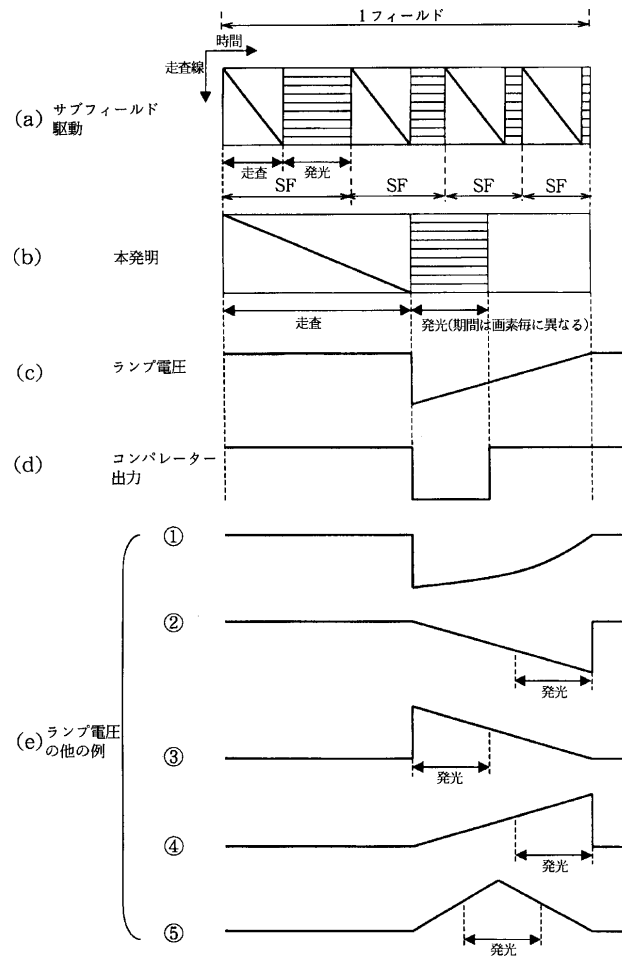 1フィールド
時間
走査線
(a) サブフィールド
駆動
走査 発光
SF SF SF SF
(b) 本発明
走査 発光(期間は画素毎に異なる)
(c) ランプ電圧
(d) コンパレーター
出力
①
②
発光
(e) ランプ電圧
の他の例
③
発光
④
発光
⑤
発光